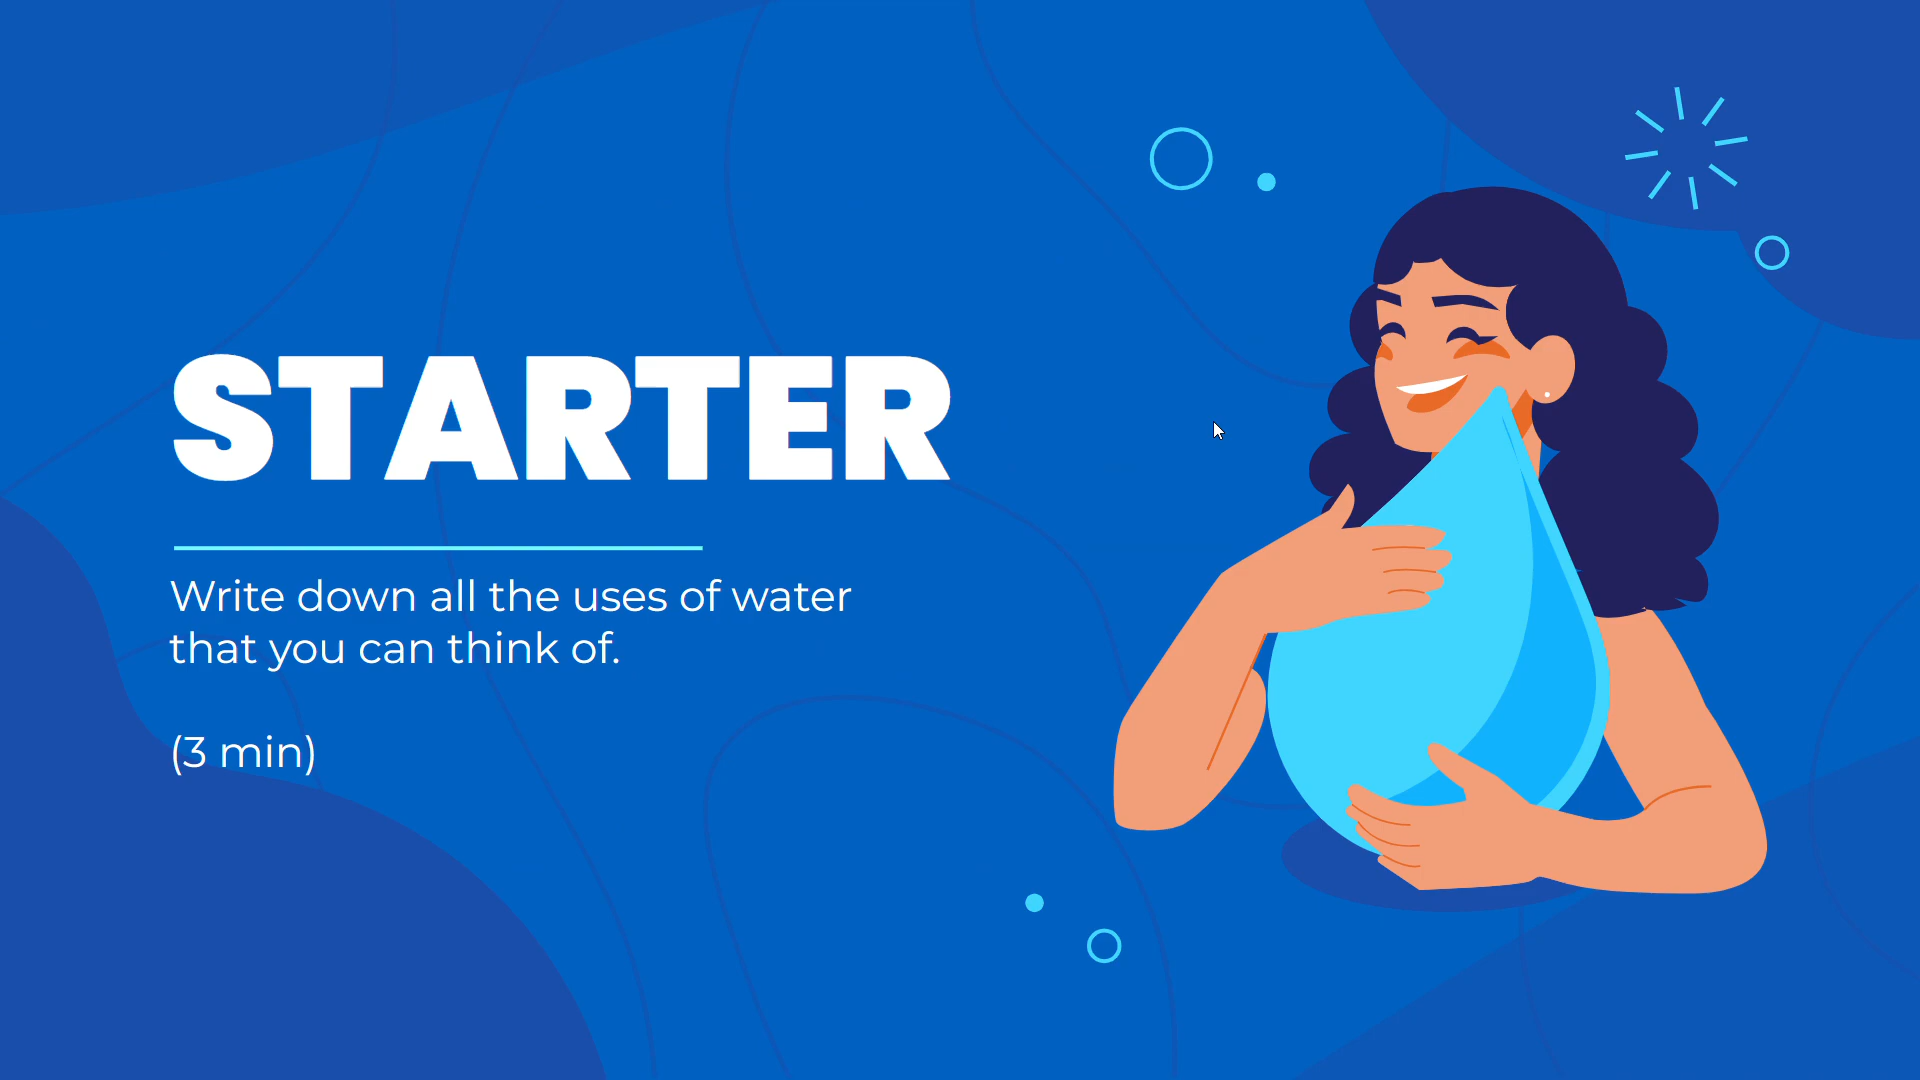 STARTER
Write down all the uses of water
that you can think of.
(3 min)